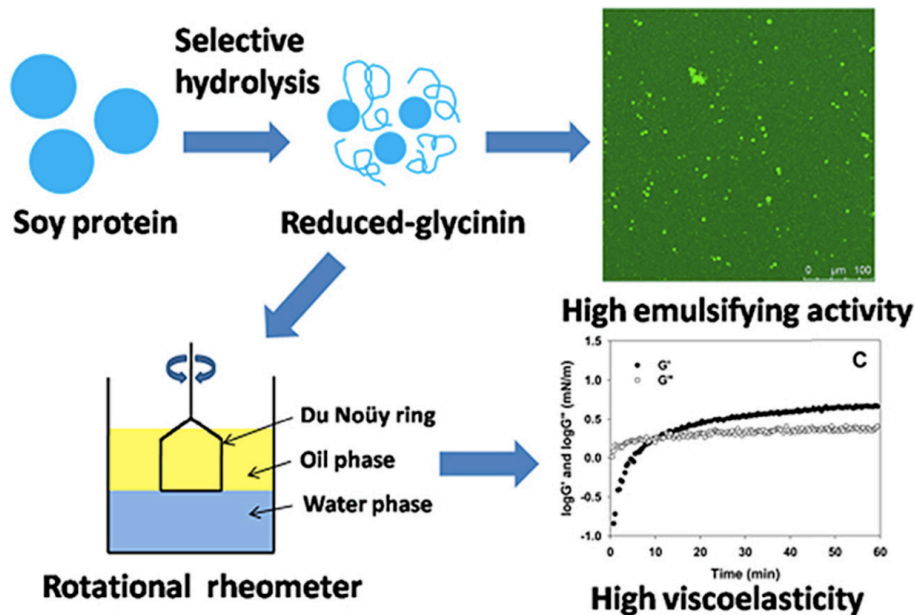 Selective
hydrolysis
Soy protein
Reduced-glycinin
0 µm 100
High emulsifying activity
Du Noüy ring
Oil phase
Water phase
Rotational rheometer
C
G'
G"
logG' and logG" (mN/m)
1.5
1.0
0.5
0.0
-0.5
-1.0
0 10 20 30 40 50 60
Time (min)
High viscoelasticity